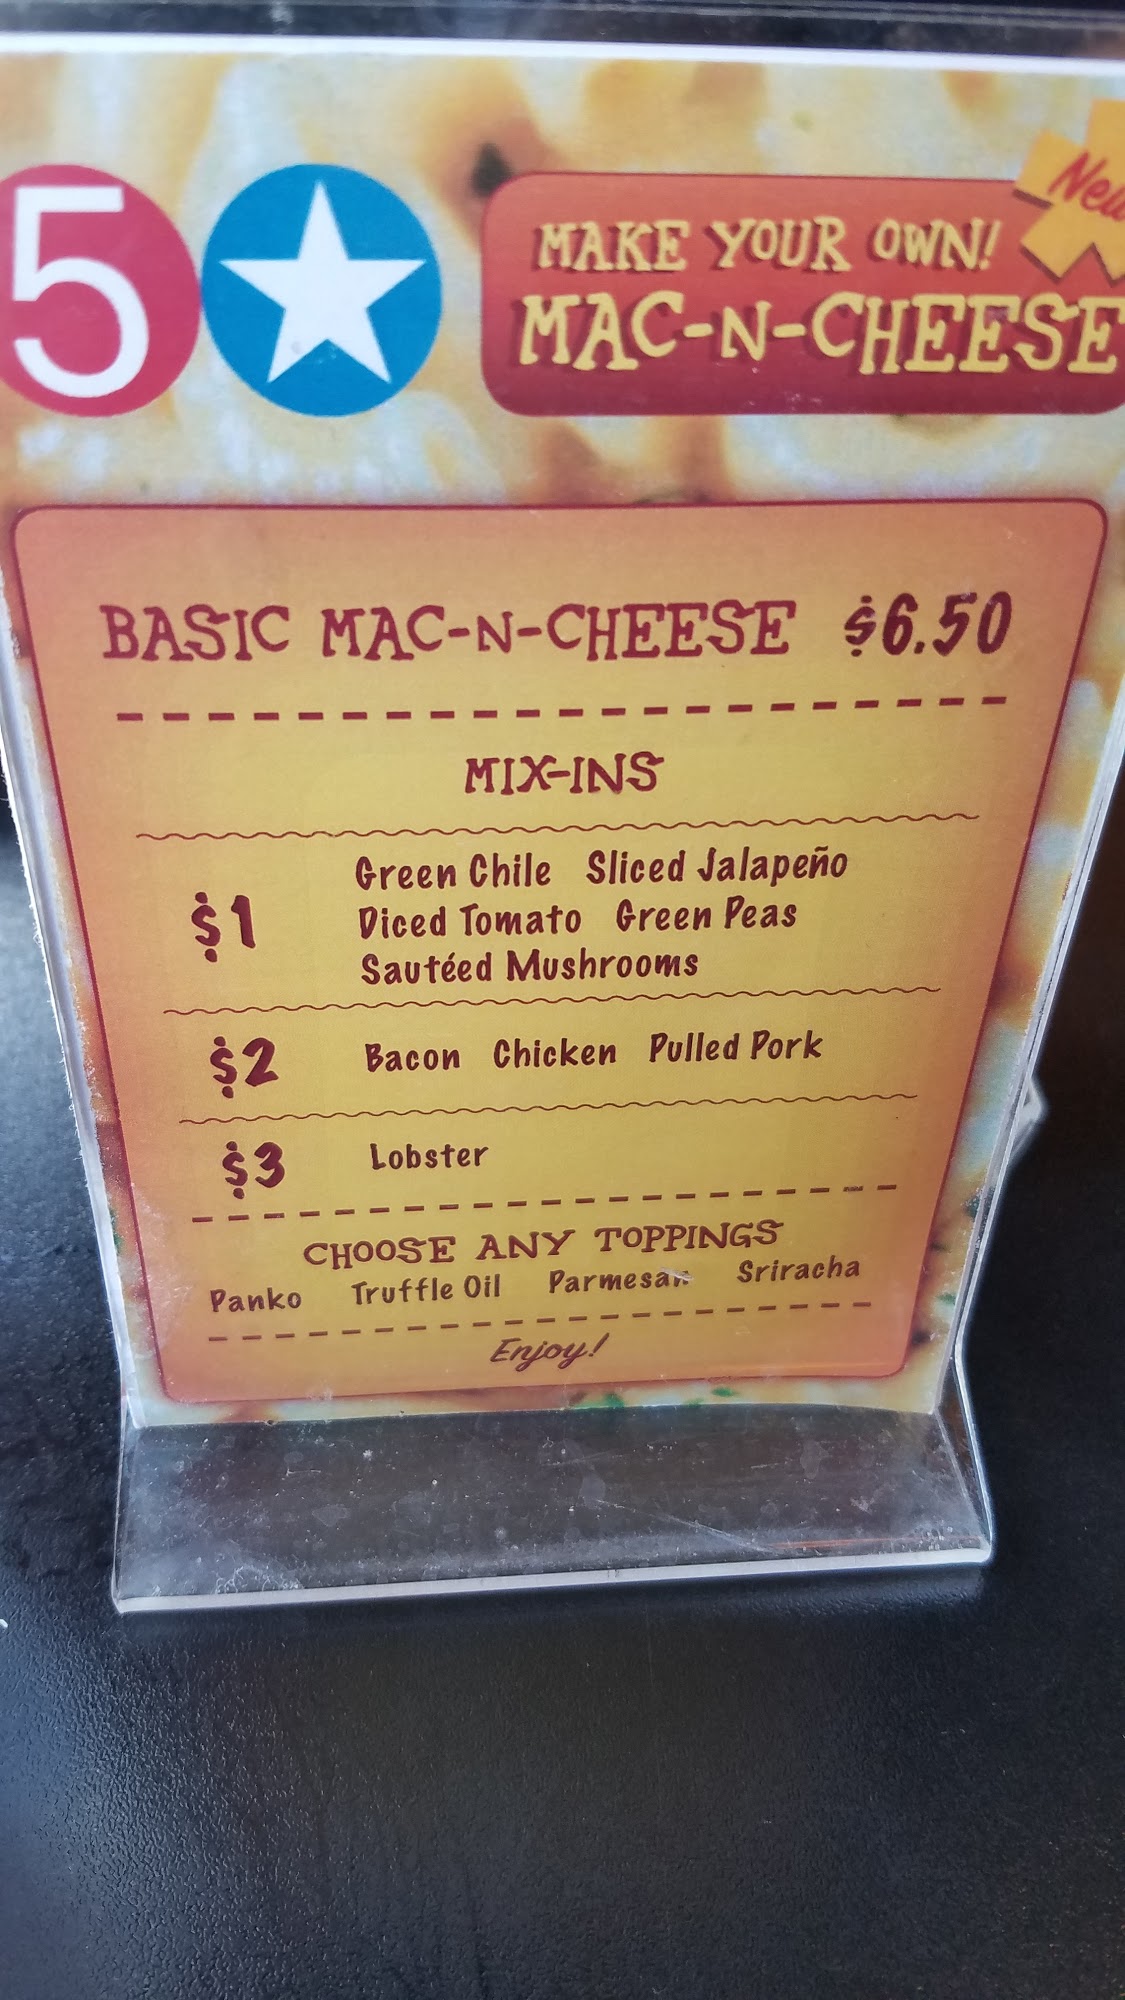 5
New
MAKE YOUR OWN!
MAC-N-CHEESE
BASIC MAC-N-CHEESE $6.50
MIX-INS
$1
Green Chile Sliced Jalapeño
Diced Tomato Green Peas
Sautéed Mushrooms
$2 Bacon Chicken Pulled Pork
$3 Lobster
CHOOSE ANY TOPPINGS
Panko Truffle Oil Parmesan Sriracha
Enjoy!